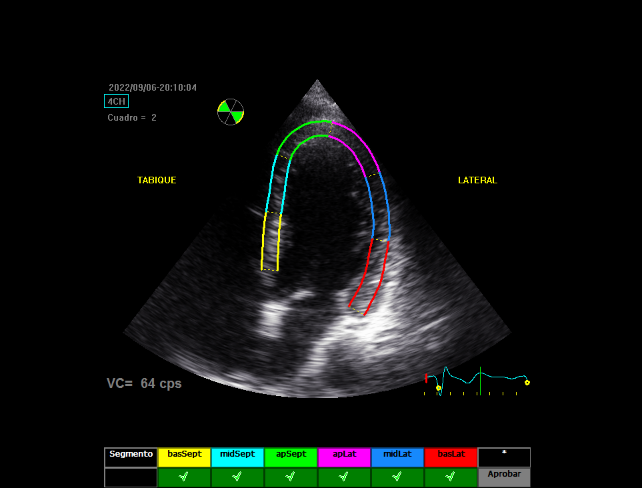 2022/09/06-20:10:04
4CH
Cuadro = 2
TABIQUE
LATERAL
VC= 64 cps
Segmento basSept midSept apSept apLat midLat basLat *
Aprobar